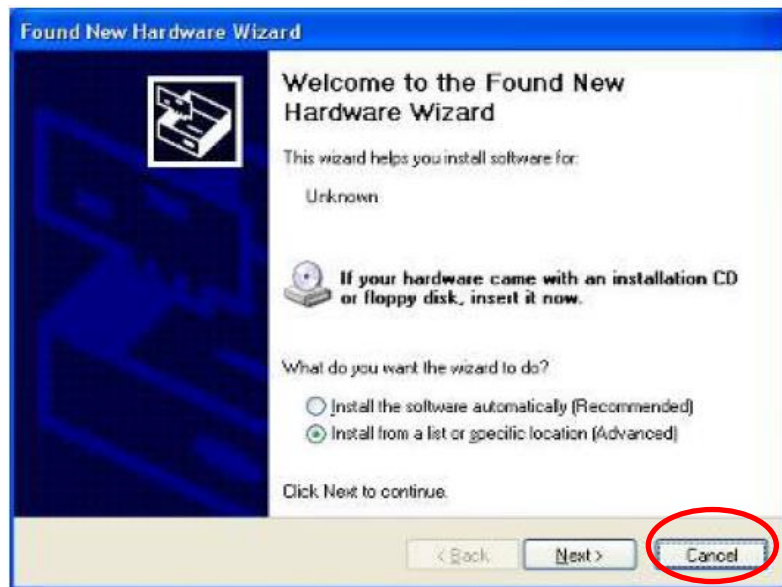 Found New Hardware Wizard
Welcome to the Found New
Hardware Wizard
This wizard helps you install software for:
Unknown
If your hardware came with an installation CD
or floppy disk, insert it now.
What do you want the wizard to do?
Install the software automatically (Recommended)
Install from a list or specific location (Advanced)
Click Next to continue.
< Back Next > Cancel